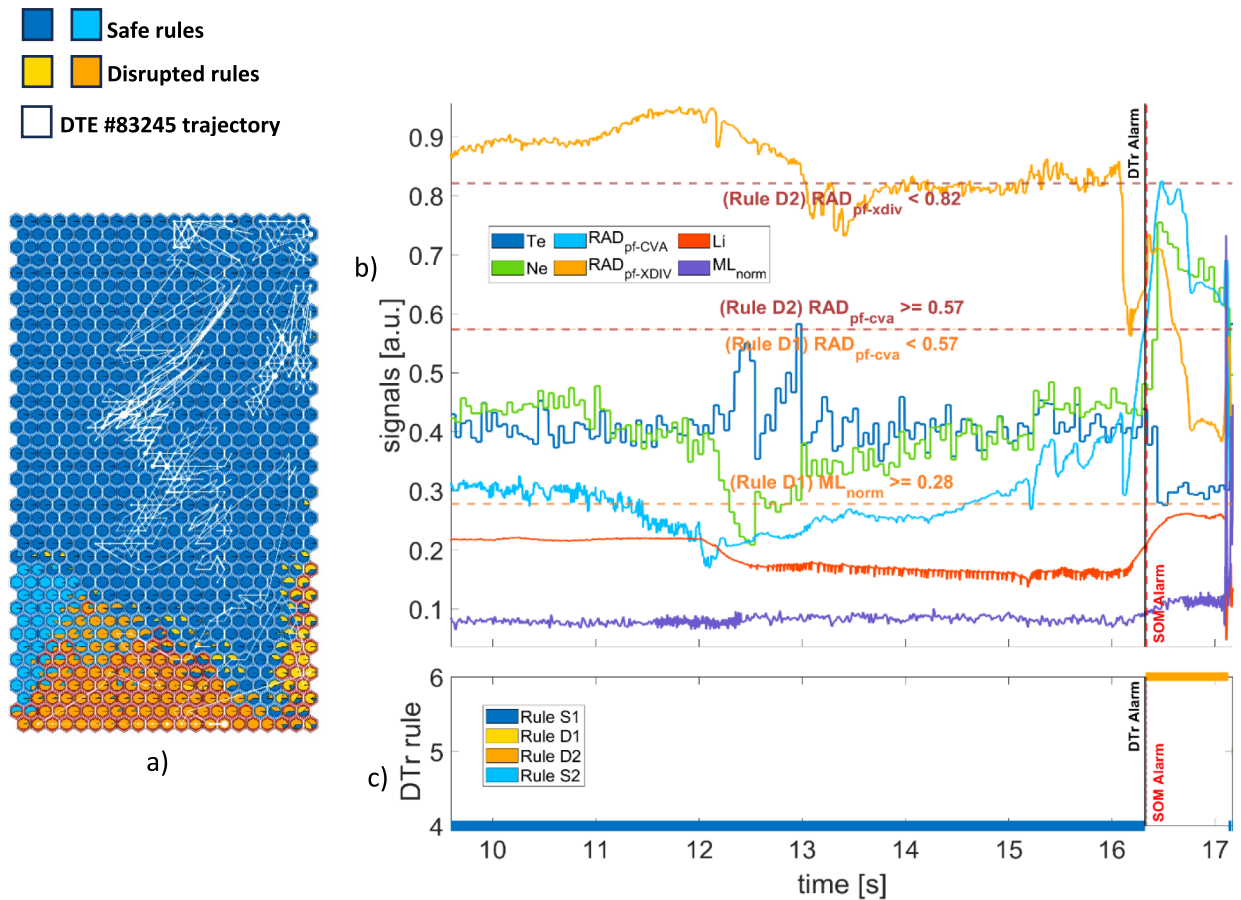 Safe rules
Disrupted rules
DTE #83245 trajectory
a)
b)
signals [a.u.]
0.9
0.8
0.7
0.6
0.5
0.4
0.3
0.2
0.1
DTr Alarm
(Rule D2) RADpf-xdiv < 0.82
Te
RADpf-CVA
Li
Ne
RADpf-XDIV
MLnorm
(Rule D2) RADpf-cva >= 0.57
(Rule D1) RADpf-cva < 0.57
(Rule D1) MLnorm >= 0.28
SOM Alarm
c)
DTr rule
6
5
4
Rule S1
Rule D1
Rule D2
Rule S2
DTr Alarm
SOM Alarm
10
11
12
13
14
15
16
17
time [s]